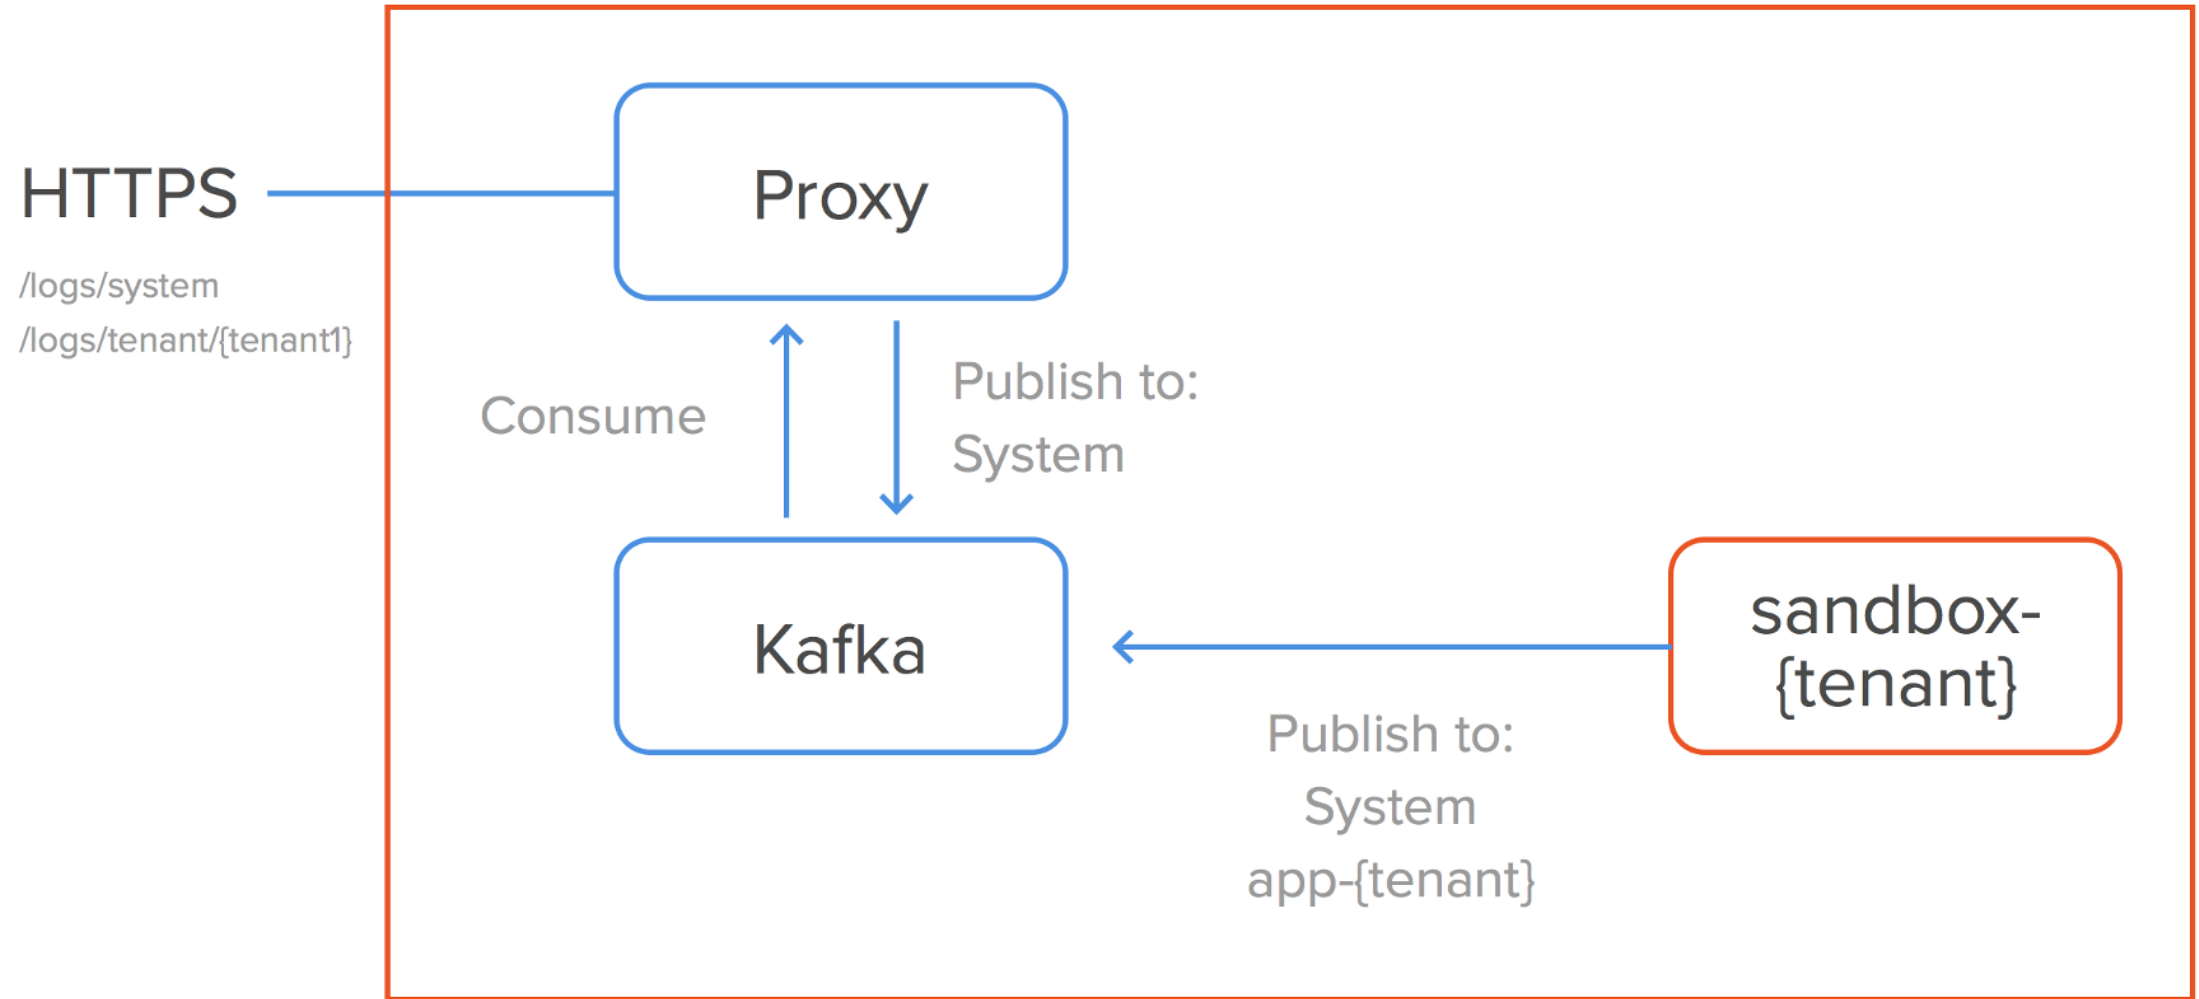 HTTPS
/logs/system
/logs/tenant/{tenant1}
Proxy
Consume
Publish to:
System
Kafka
sandbox-
{tenant}
Publish to:
System
app-{tenant}